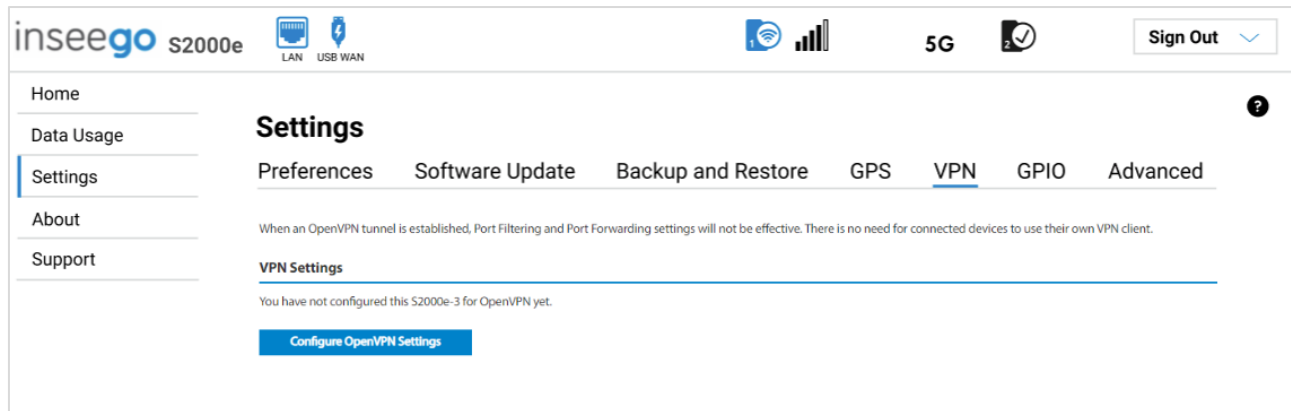 inseego S2000e
LAN USB WAN
1
5G
2
Sign Out
Home
Data Usage
Settings
About
Support
?
Settings
Preferences Software Update Backup and Restore GPS VPN GPIO Advanced
When an OpenVPN tunnel is established, Port Filtering and Port Forwarding settings will not be effective. There is no need for connected devices to use their own VPN client.
VPN Settings
You have not configured this S2000e-3 for OpenVPN yet.
Configure OpenVPN Settings